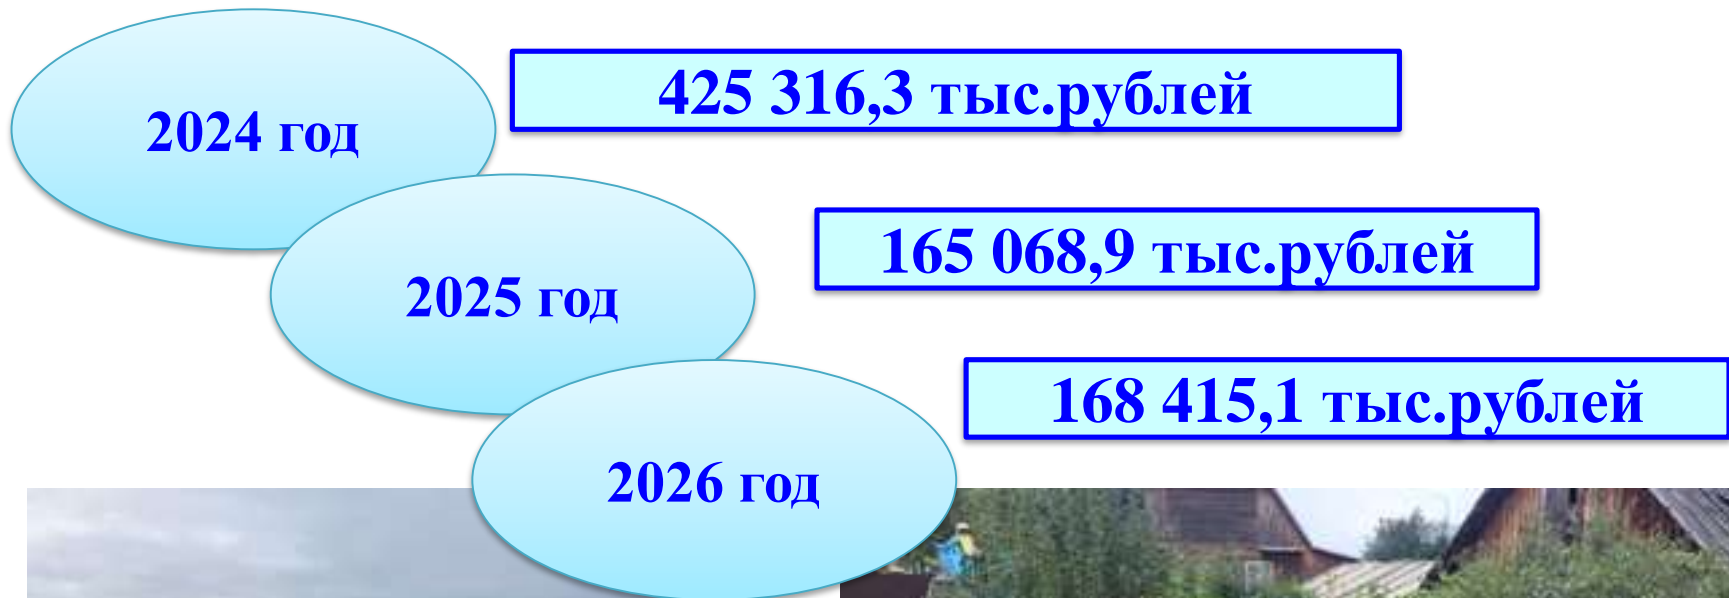 2024 год
425 316,3 тыс.рублей
2025 год
165 068,9 тыс.рублей
2026 год
168 415,1 тыс.рублей